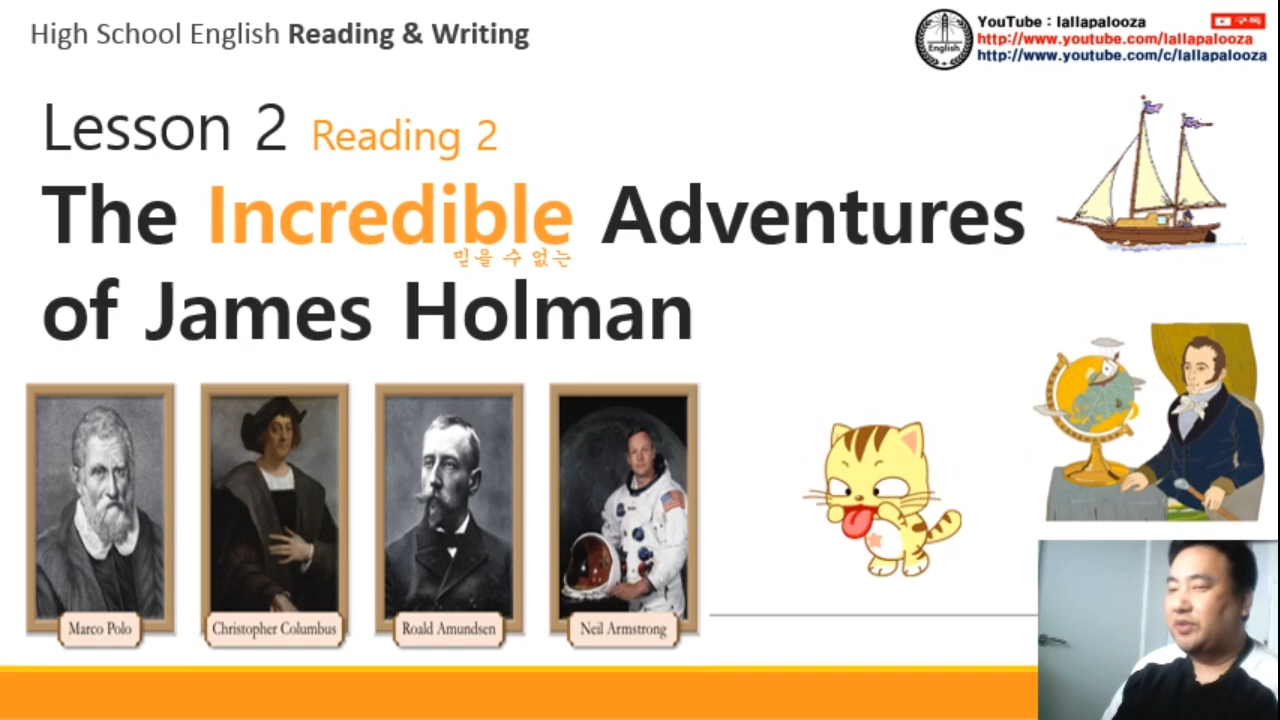 High School English Reading & Writing
YouTube : lallapalooza
http://www.youtube.com/lallapalooza
http://www.youtube.com/c/lallapalooza
English
Lesson 2 Reading 2
The Incredible Adventures
믿을 수 없는
of James Holman
Marco Polo
Christopher Columbus
Roald Amundsen
Neil Armstrong